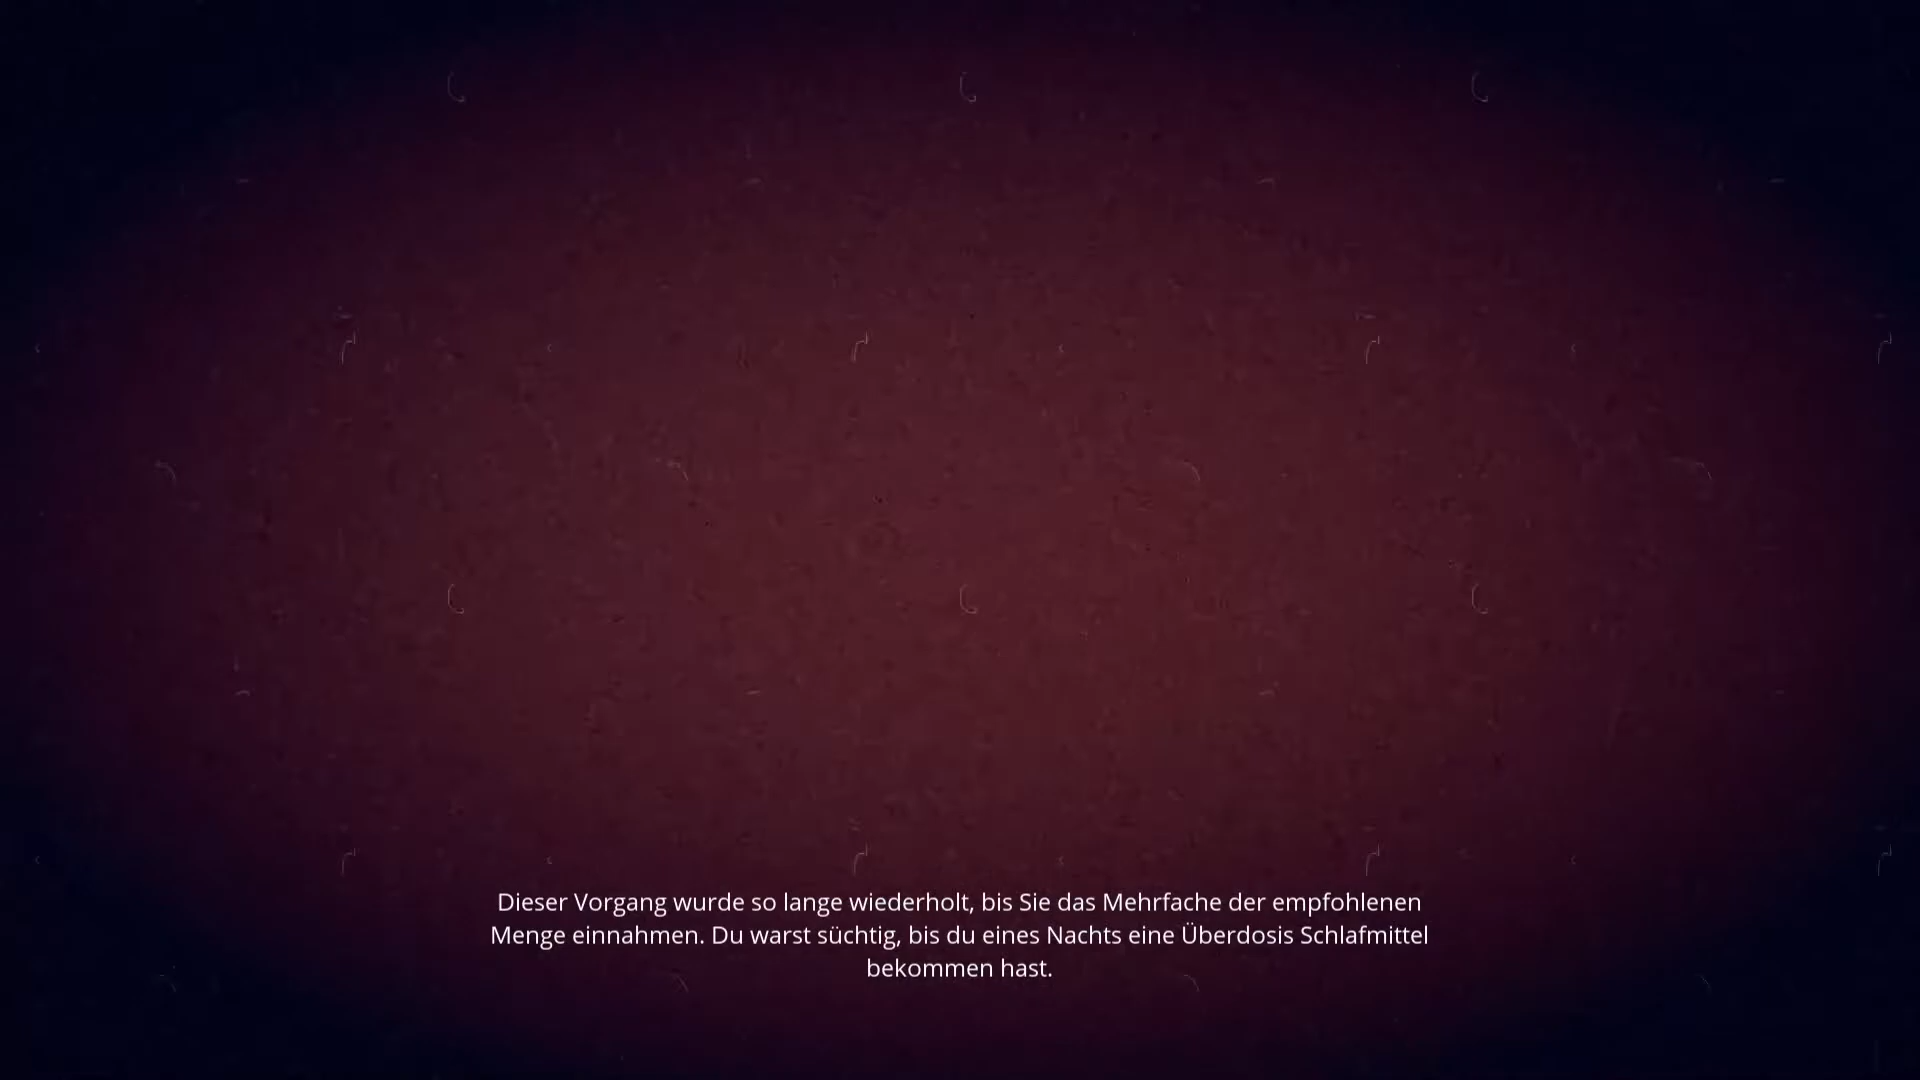 Dieser Vorgang wurde so lange wiederholt, bis Sie das Mehrfache der empfohlenen
Menge einnahmen. Du warst süchtig, bis du eines Nachts eine Überdosis Schlafmittel
bekommen hast.